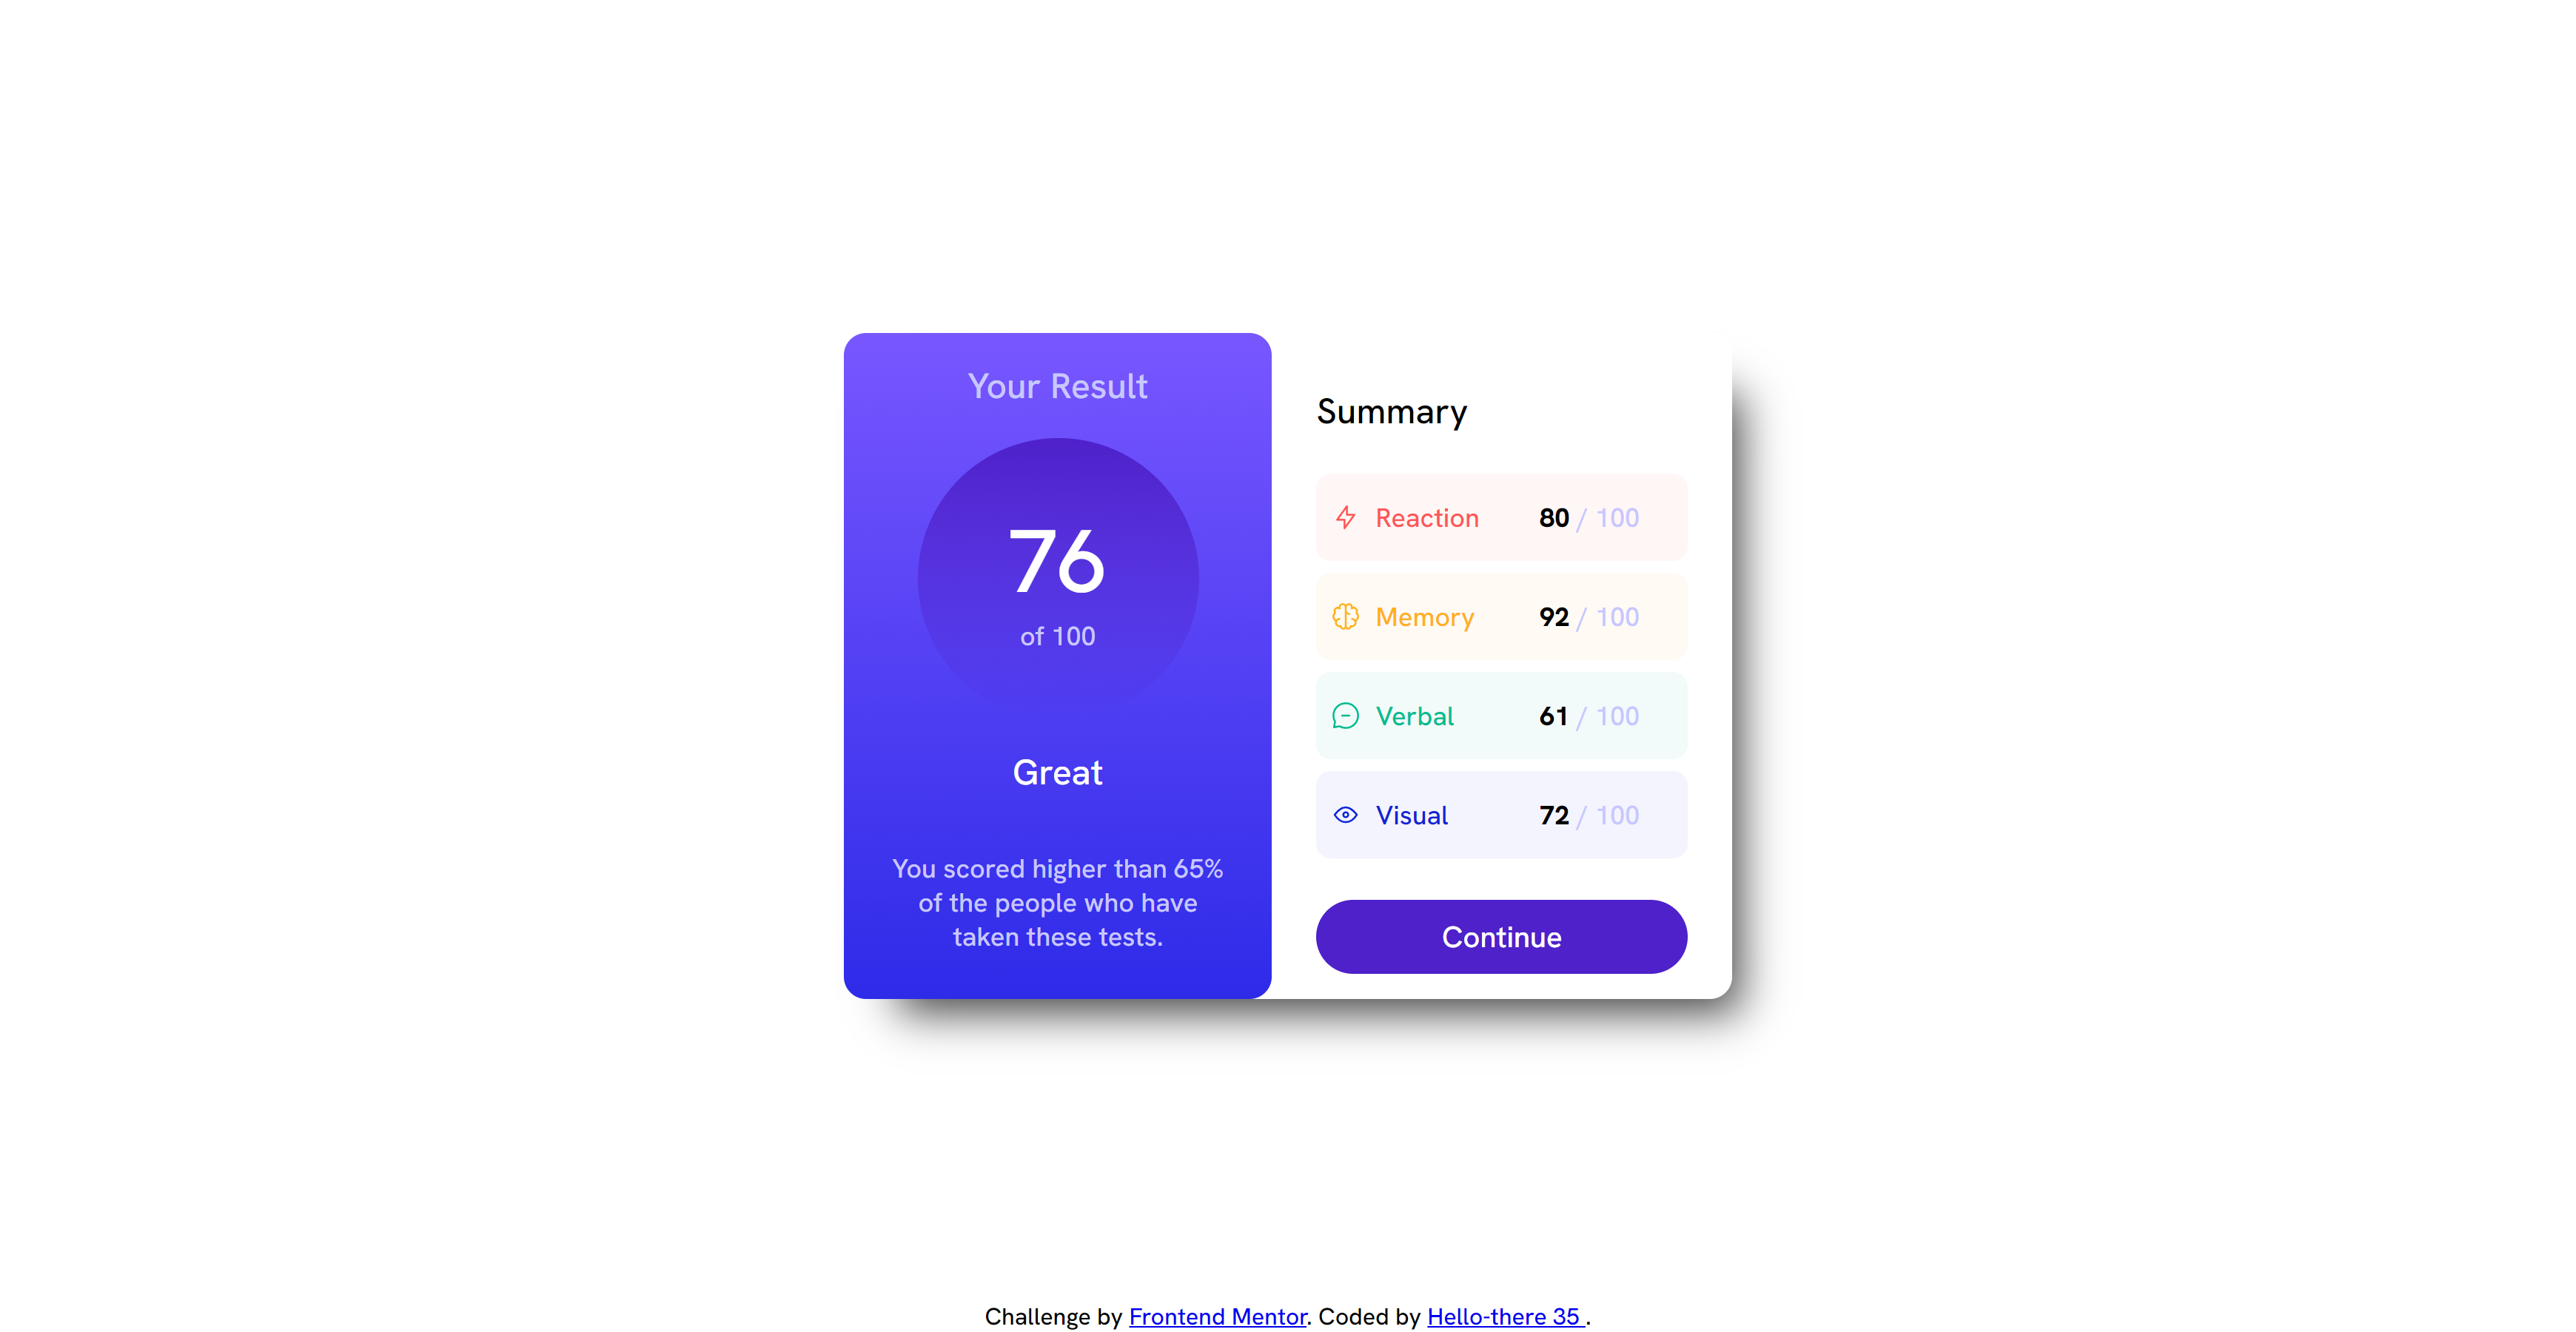 Your Result
76
of 100
Great
You scored higher than 65%
of the people who have
taken these tests.
Summary
Reaction 80 / 100
Memory 92 / 100
Verbal 61 / 100
Visual 72 / 100
Continue
Challenge by Frontend Mentor. Coded by Hello-there 35 .